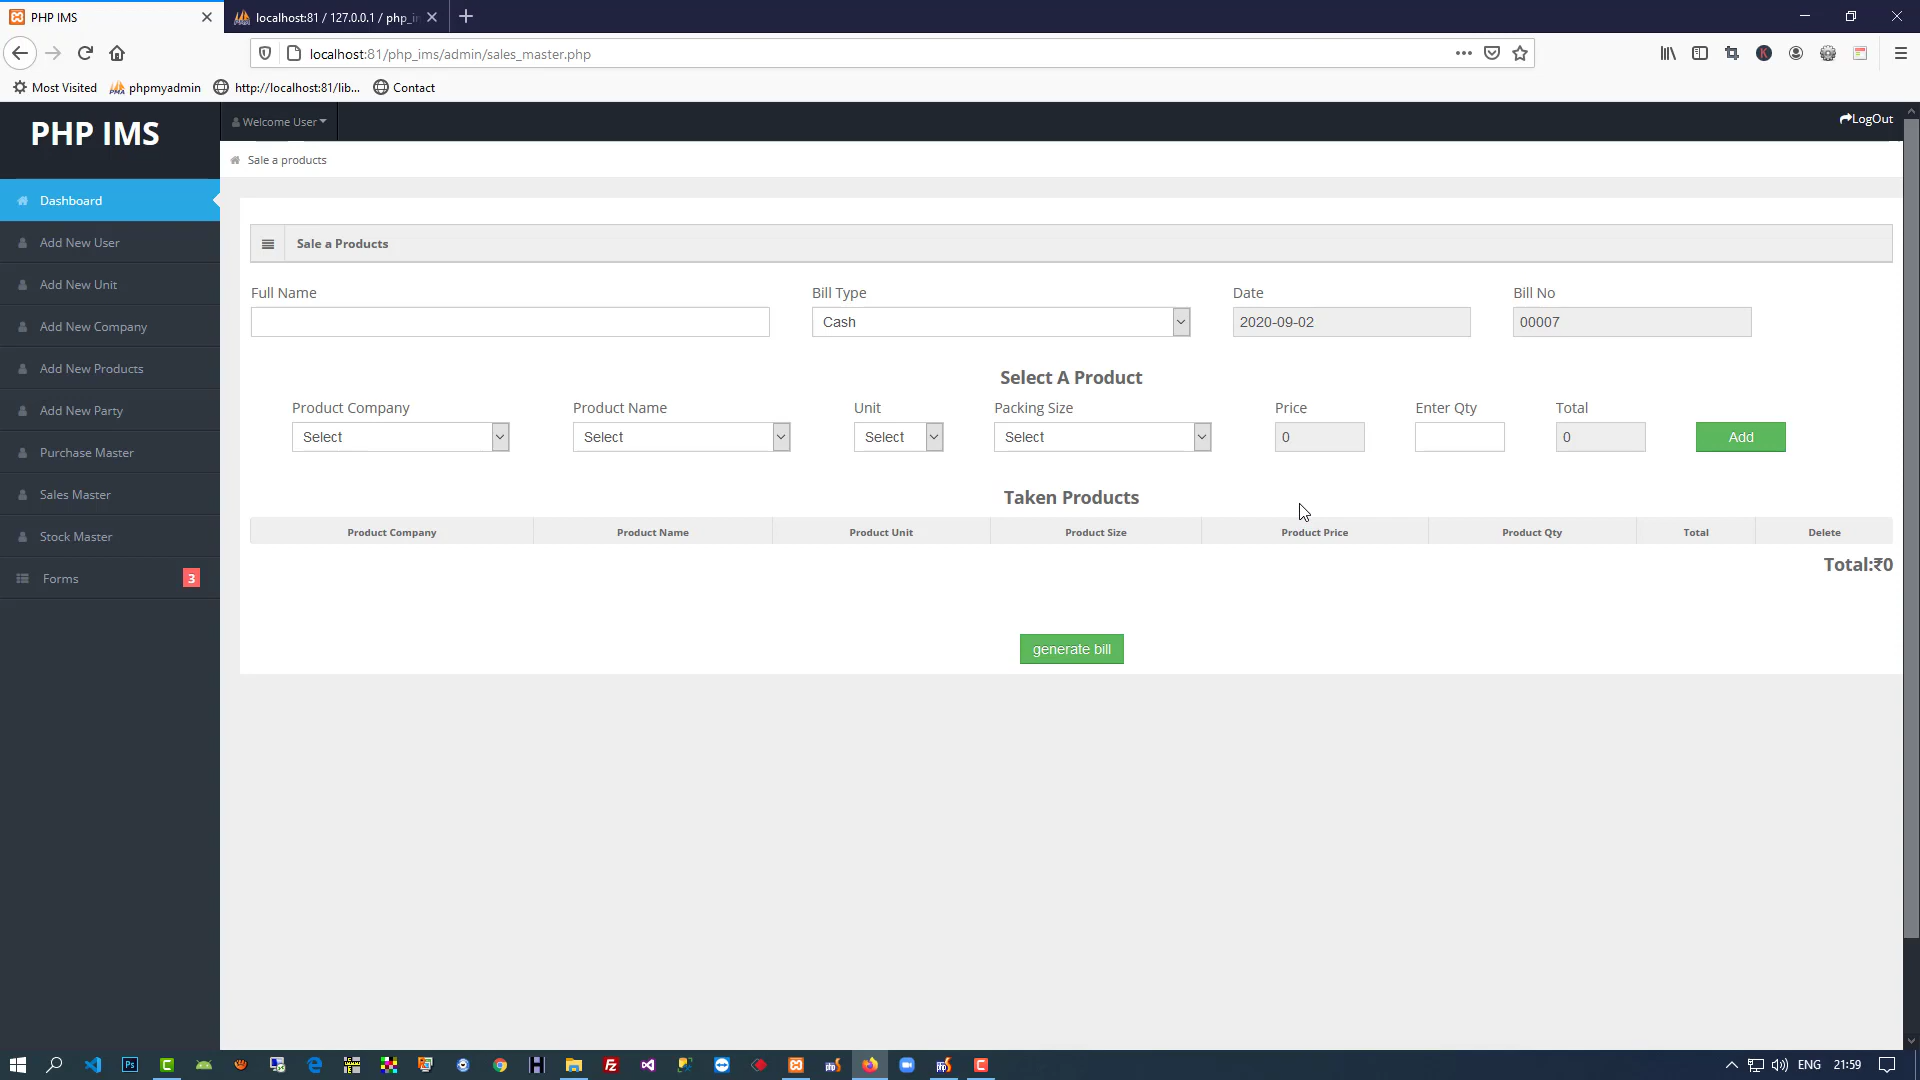 PHP IMS
localhost:81 / 127.0.0.1 / php_i
localhost:81/php_ims/admin/sales_master.php
Most Visited
phpmyadmin
http://localhost:81/lib...
Contact
PHP IMS
Welcome User
LogOut
Sale a products
Dashboard
Add New User
Add New Unit
Add New Company
Add New Products
Add New Party
Purchase Master
Sales Master
Stock Master
Forms 3
Sale a Products
Full Name Bill Type Date Bill No
Cash 2020-09-02 00007
Select A Product
Product Company Product Name Unit Packing Size Price Enter Qty Total
Select Select Select Select 0 0 Add
Taken Products
Product Company Product Name Product Unit Product Size Product Price Product Qty Total Delete
Total:₹0
generate bill
ENG 21:59